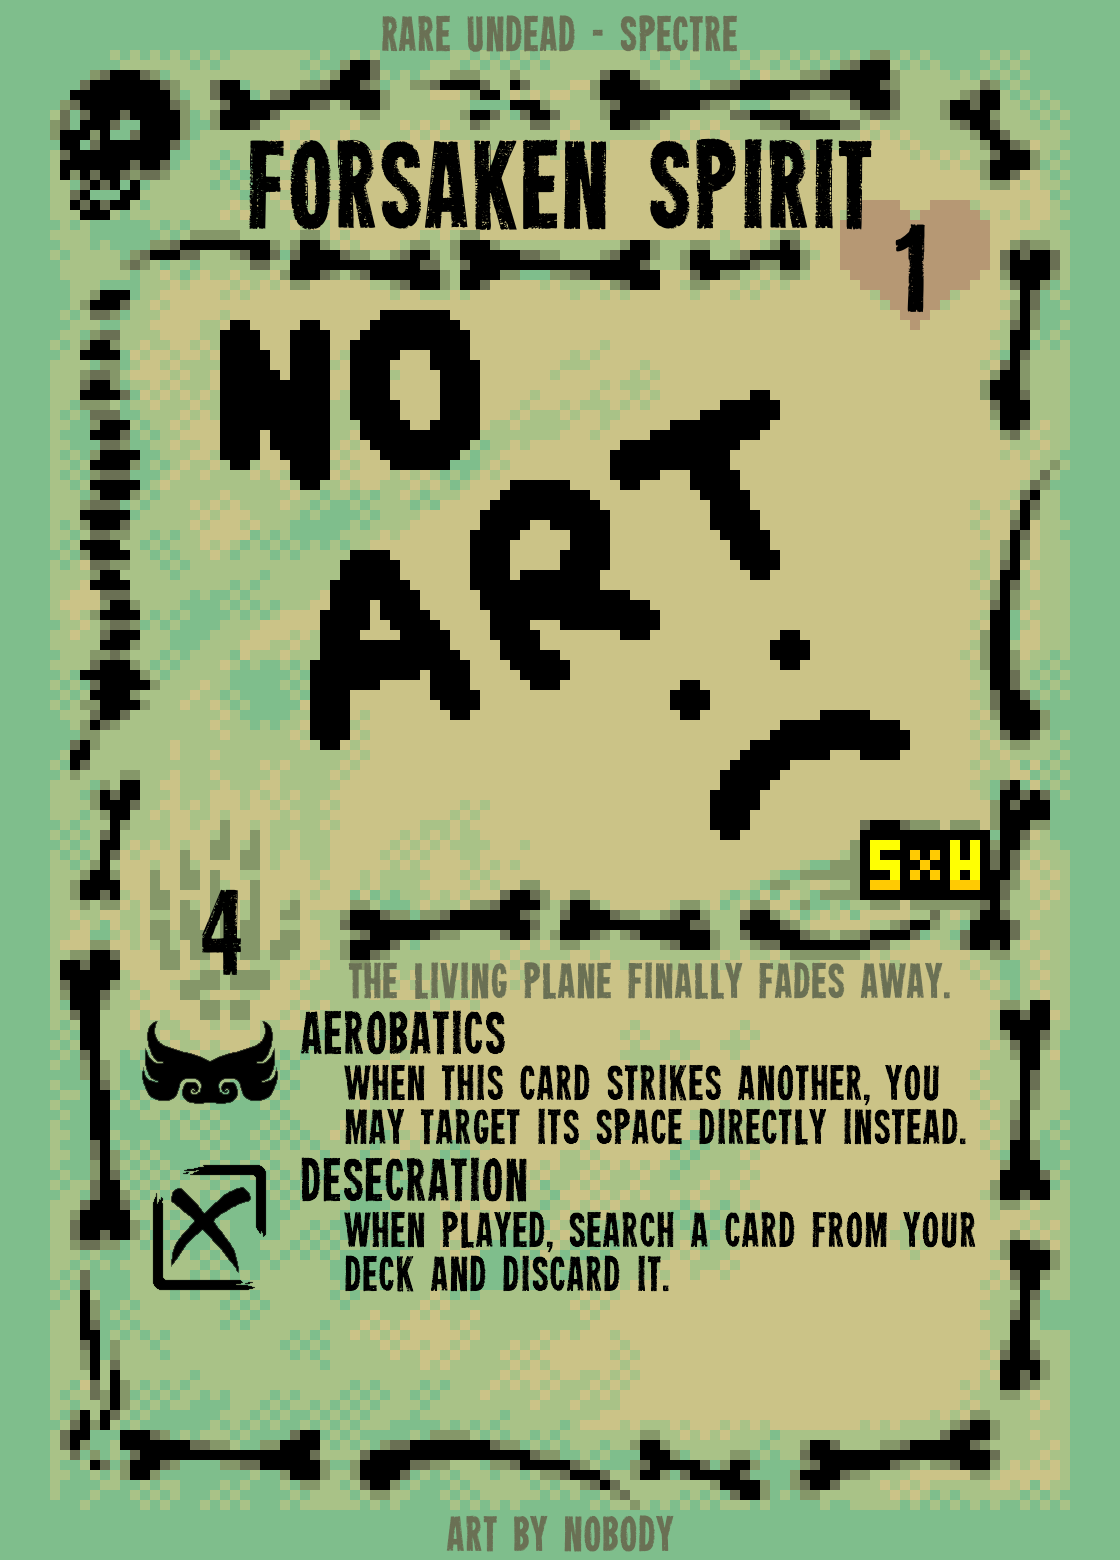 RARE UNDEAD - SPECTRE
FORSAKEN SPIRIT
1
NO
ART
:(
5×8
4
THE LIVING PLANE FINALLY FADES AWAY.
AEROBATICS
WHEN THIS CARD STRIKES ANOTHER, YOU
MAY TARGET ITS SPACE DIRECTLY INSTEAD.
DESECRATION
WHEN PLAYED, SEARCH A CARD FROM YOUR
DECK AND DISCARD IT.
ART BY NOBODY